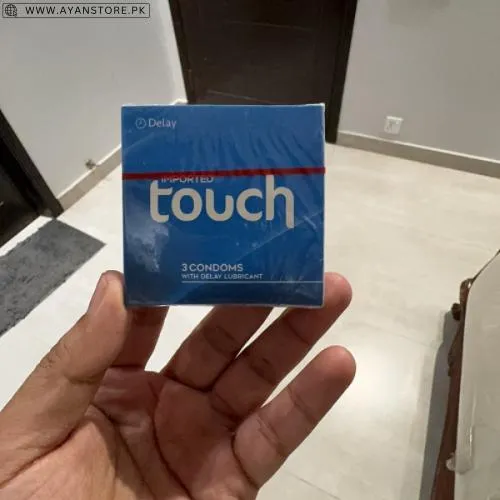 WWW.AYANSTORE.PK
Delay
IMPORTED
touch
3 CONDOMS
WITH DELAY LUBRICANT